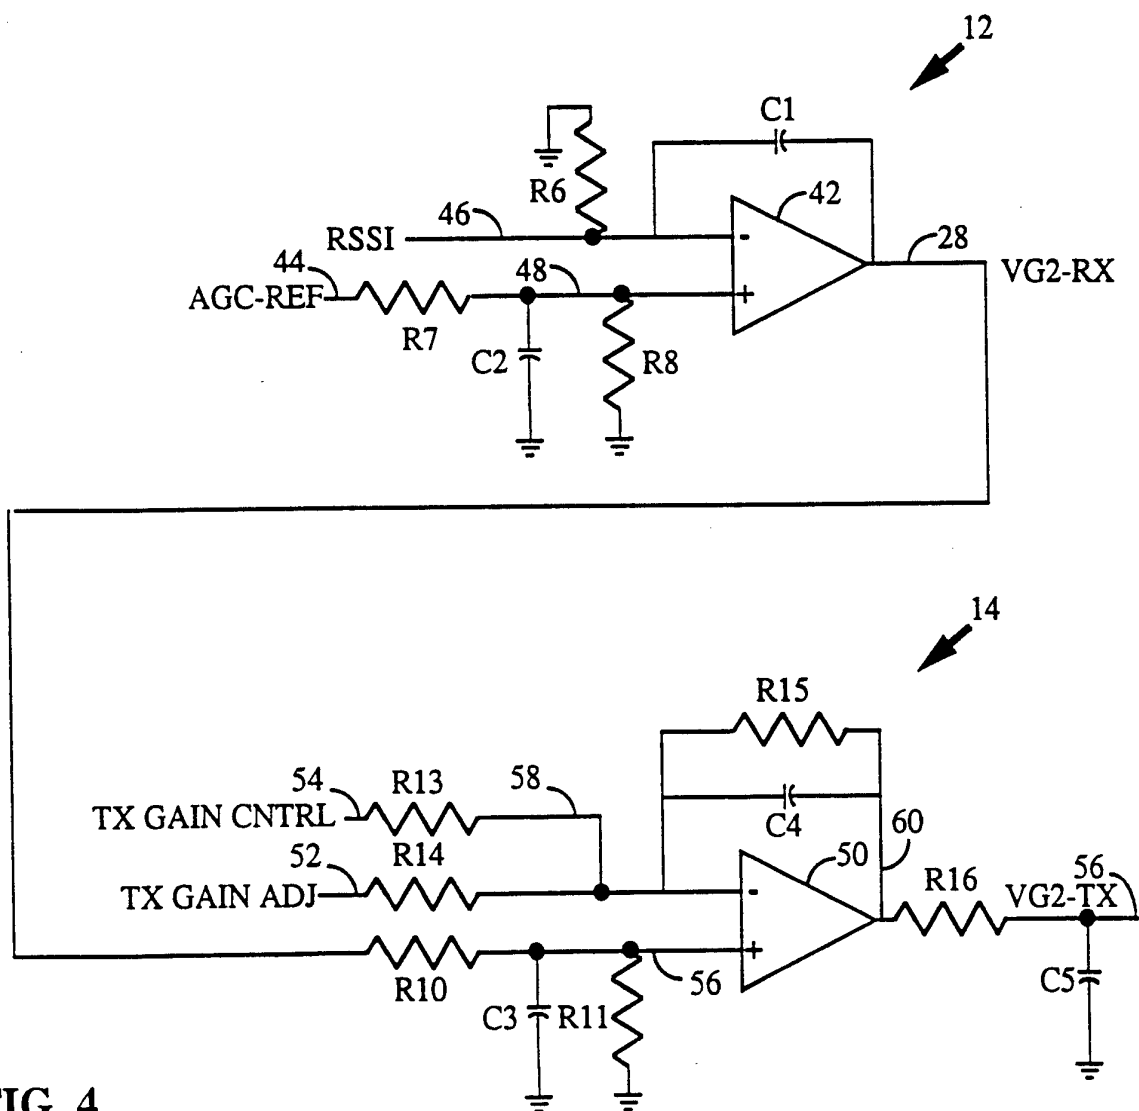 12
C1
R6
42
46
28
RSSI
44
48
VG2-RX
AGC-REF
-
+
R7
C2
R8
14
R15
54
R13
58
TX GAIN CNTRL
C4
60
52
R14
50
56
R16
VG2-TX
TX GAIN ADJ
-
+
R10
56
C3
R11
C5
FIG. 4